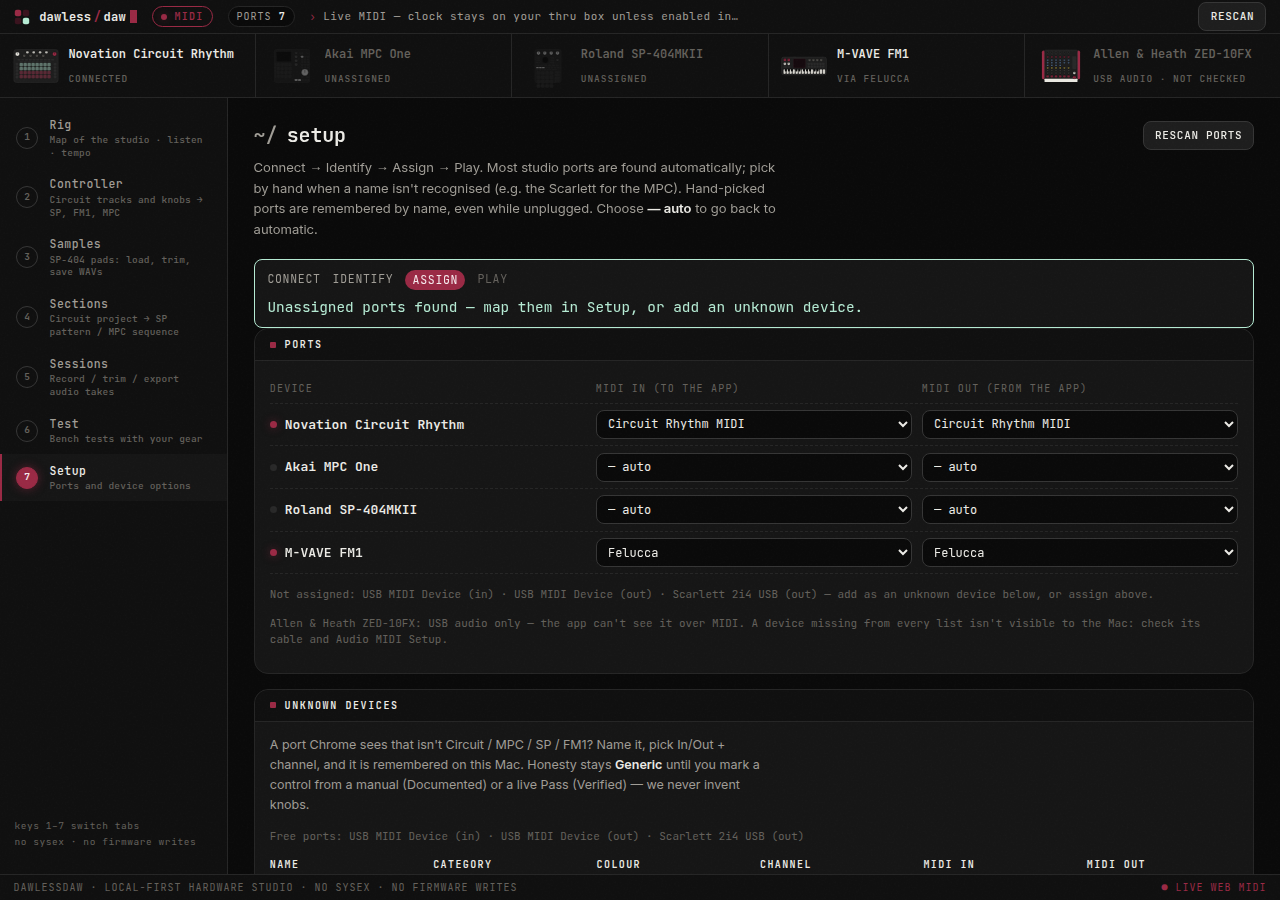 dawless/daw
MIDI
PORTS 7
› Live MIDI — clock stays on your thru box unless enabled in…
RESCAN
Novation Circuit Rhythm
CONNECTED
Akai MPC One
UNASSIGNED
Roland SP-404MKII
UNASSIGNED
M-VAVE FM1
VIA FELUCCA
Allen & Heath ZED-10FX
USB AUDIO · NOT CHECKED
1
Rig
Map of the studio · listen
· tempo
2
Controller
Circuit tracks and knobs →
SP, FM1, MPC
3
Samples
SP-404 pads: load, trim,
save WAVs
4
Sections
Circuit project → SP
pattern / MPC sequence
5
Sessions
Record / trim / export
audio takes
6
Test
Bench tests with your gear
7
Setup
Ports and device options
keys 1–7 switch tabs
no sysex · no firmware writes
~/ setup
RESCAN PORTS
Connect → Identify → Assign → Play. Most studio ports are found automatically; pick
by hand when a name isn't recognised (e.g. the Scarlett for the MPC). Hand-picked
ports are remembered by name, even while unplugged. Choose — auto to go back to
automatic.
CONNECT IDENTIFY ASSIGN PLAY
Unassigned ports found — map them in Setup, or add an unknown device.
PORTS
DEVICE MIDI IN (TO THE APP) MIDI OUT (FROM THE APP)
Novation Circuit Rhythm Circuit Rhythm MIDI Circuit Rhythm MIDI
Akai MPC One — auto — auto
Roland SP-404MKII — auto — auto
M-VAVE FM1 Felucca Felucca
Not assigned: USB MIDI Device (in) · USB MIDI Device (out) · Scarlett 2i4 USB (out) — add as an unknown device below, or assign above.
Allen & Heath ZED-10FX: USB audio only — the app can't see it over MIDI. A device missing from every list isn't visible to the Mac: check its
cable and Audio MIDI Setup.
UNKNOWN DEVICES
A port Chrome sees that isn't Circuit / MPC / SP / FM1? Name it, pick In/Out +
channel, and it is remembered on this Mac. Honesty stays Generic until you mark a
control from a manual (Documented) or a live Pass (Verified) — we never invent
knobs.
Free ports: USB MIDI Device (in) · USB MIDI Device (out) · Scarlett 2i4 USB (out)
NAME CATEGORY COLOUR CHANNEL MIDI IN MIDI OUT
DAWLESSDAW · LOCAL-FIRST HARDWARE STUDIO · NO SYSEX · NO FIRMWARE WRITES
LIVE WEB MIDI